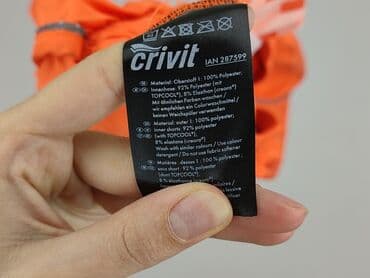 crivit
IAN 287599
Material: Oberstoff 1: 100% Polyester,
Innenhose: 92% Polyester (mit
TOPCOOL®), 8% Elasthan (creora®)
Mit ähnlichen Farben waschen /
wir empfehlen ein Colorwaschmittel/
keinen Weichspüler verwenden
Material: outer 1: 100% polyester,
inner shorts: 92% polyester
(with TOPCOOL®),
8% elastane (creora®)
Wash with similar colours / Use colour
detergent / Do not use fabric softener
Matières: dessus 1: 100% polyester,
short: 92% polyester
TOPCOOL®),